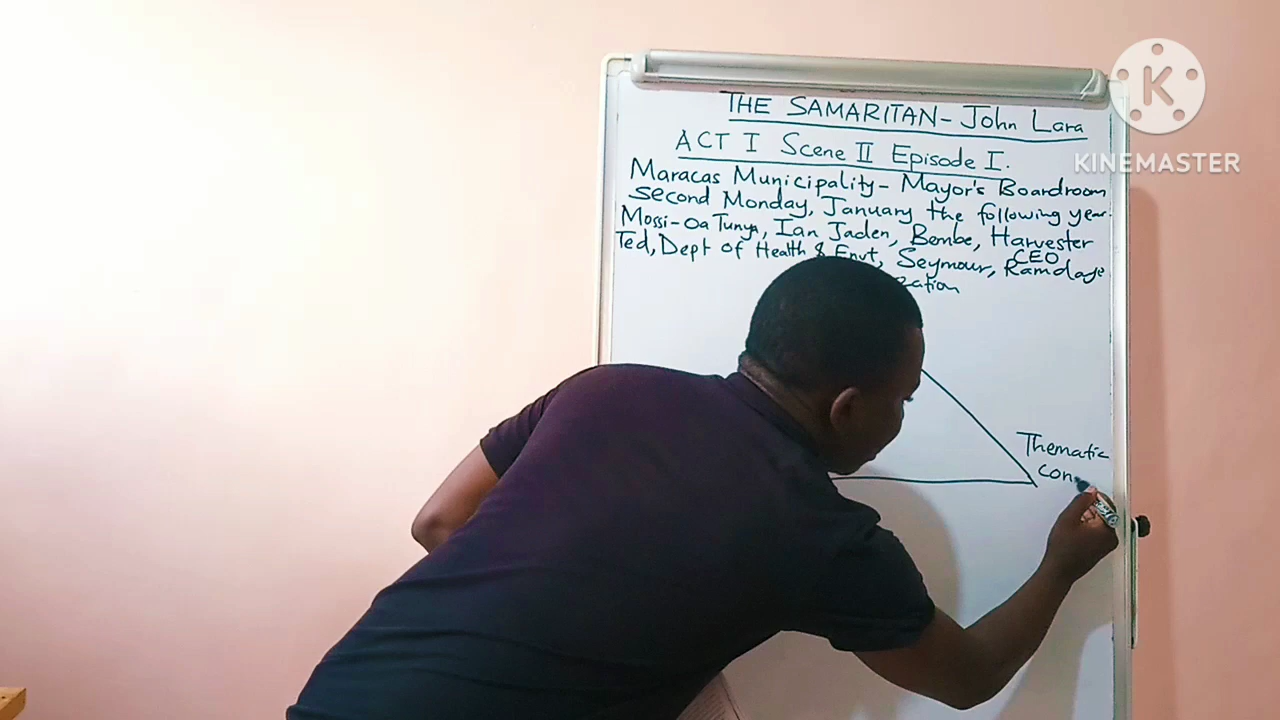 THE SAMARITAN- John Lara
ACT I Scene II Episode I.
Maracas Municipality- Mayor's Boardroom
second Monday, January the following year.
Mossi-oa Tunya, Ian Jaden, Bembe, Harvester
CEO
Ted, Dept of Health & Envt, Seymour, Ramdaye
Thematic
con
K
KINEMASTER